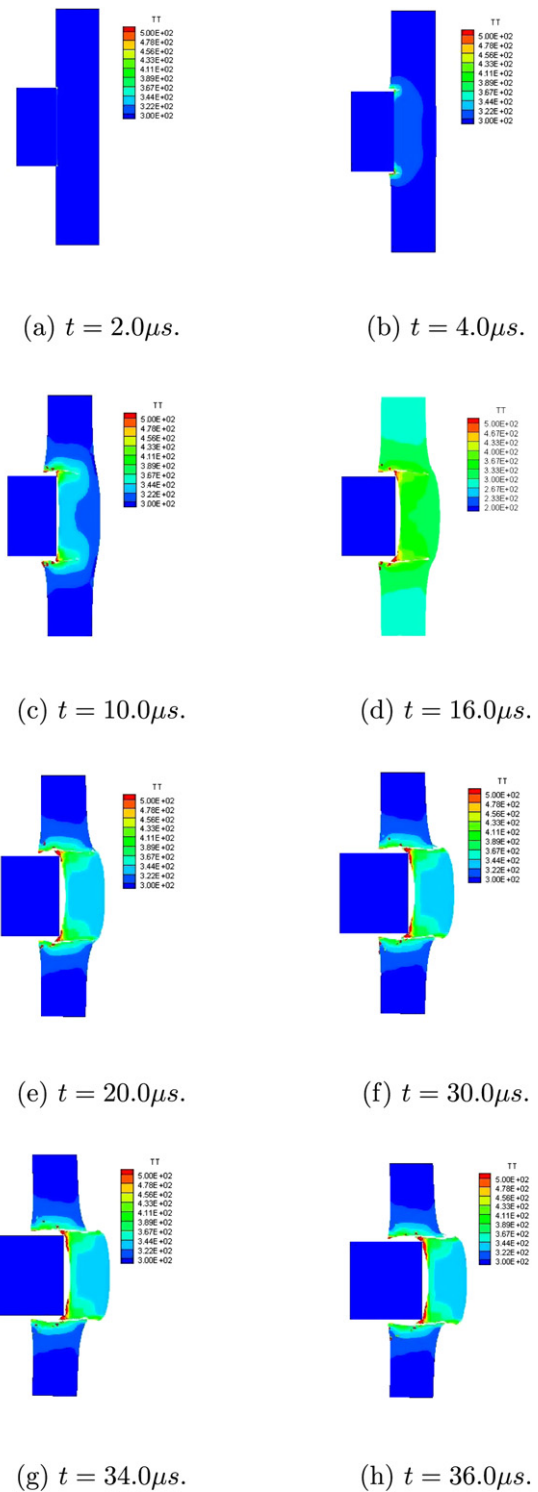 TT
5.00E+02
4.78E+02
4.56E+02
4.33E+02
4.11E+02
3.89E+02
3.67E+02
3.44E+02
3.22E+02
3.00E+02
TT
5.00E+02
4.78E+02
4.56E+02
4.33E+02
4.11E+02
3.89E+02
3.67E+02
3.44E+02
3.22E+02
3.00E+02
(a) t = 2.0μs.
(b) t = 4.0μs.
TT
5.00E+02
4.78E+02
4.56E+02
4.33E+02
4.11E+02
3.89E+02
3.67E+02
3.44E+02
3.22E+02
3.00E+02
TT
5.00E+02
4.67E+02
4.33E+02
4.00E+02
3.67E+02
3.33E+02
3.00E+02
2.67E+02
2.33E+02
2.00E+02
(c) t = 10.0μs.
(d) t = 16.0μs.
TT
5.00E+02
4.78E+02
4.56E+02
4.33E+02
4.11E+02
3.89E+02
3.67E+02
3.44E+02
3.22E+02
3.00E+02
TT
5.00E+02
4.78E+02
4.56E+02
4.33E+02
4.11E+02
3.89E+02
3.67E+02
3.44E+02
3.22E+02
3.00E+02
(e) t = 20.0μs.
(f) t = 30.0μs.
TT
5.00E+02
4.78E+02
4.56E+02
4.33E+02
4.11E+02
3.89E+02
3.67E+02
3.44E+02
3.22E+02
3.00E+02
TT
5.00E+02
4.78E+02
4.56E+02
4.33E+02
4.11E+02
3.89E+02
3.67E+02
3.44E+02
3.22E+02
3.00E+02
(g) t = 34.0μs.
(h) t = 36.0μs.